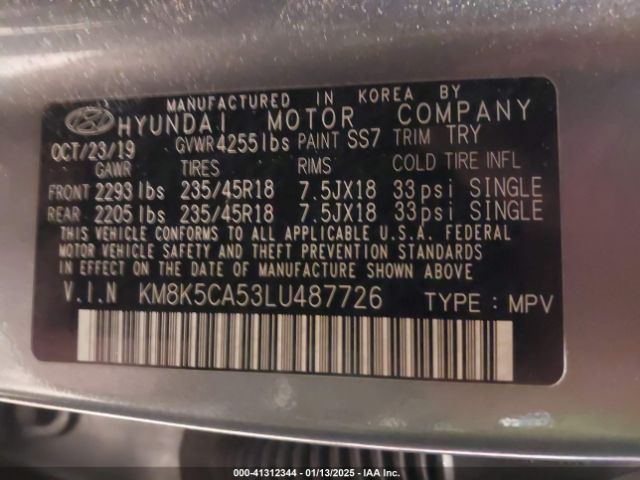 MANUFACTURED IN KOREA BY
HYUNDAI MOTOR COMPANY
OCT/23/19 GVWR 4255lbs PAINT SS7 TRIM TRY
GAWR TIRES RIMS COLD TIRE INFL
FRONT 2293 lbs 235/45R18 7.5JX18 33psi SINGLE
REAR 2205 lbs 235/45R18 7.5JX18 33psi SINGLE
THIS VEHICLE CONFORMS TO ALL APPLICABLE U.S.A. FEDERAL
MOTOR VEHICLE SAFETY AND THEFT PREVENTION STANDARDS
IN EFFECT ON THE DATE OF MANUFACTURE SHOWN ABOVE.
V.I.N KM8K5CA53LU487726 TYPE : MPV
000-41312344 — 01/13/2025 — IAA Inc.